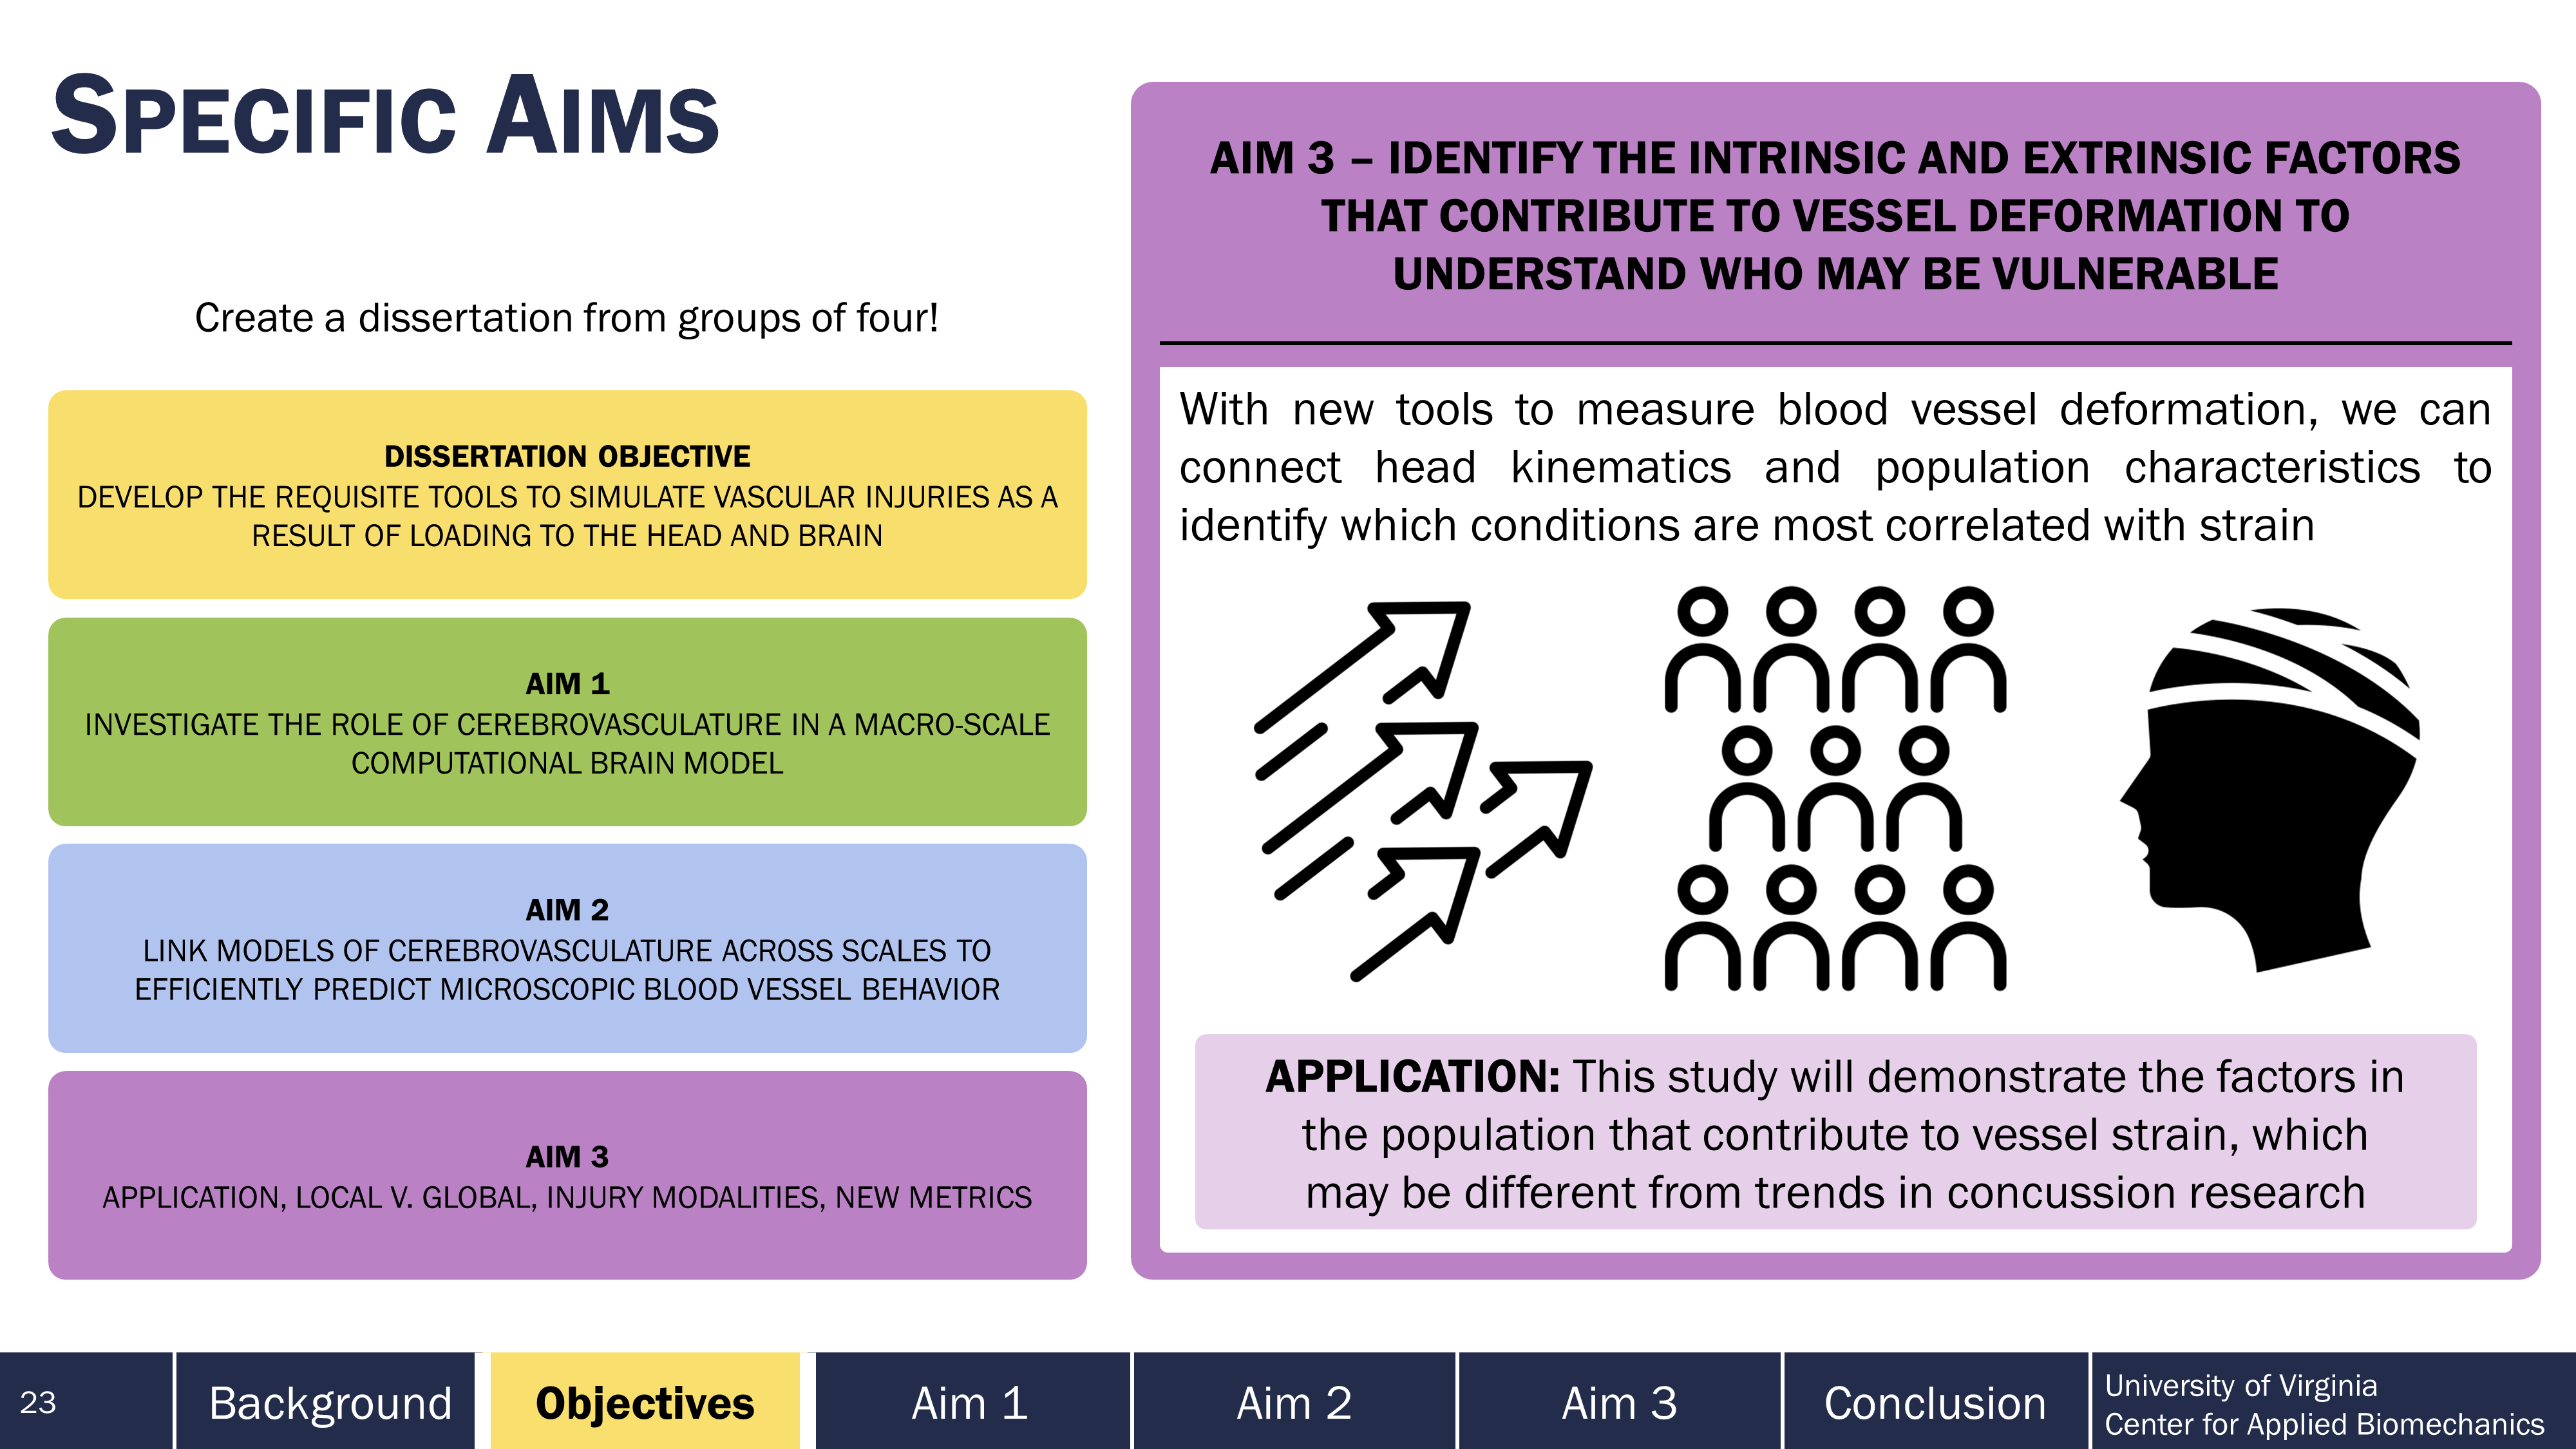 SPECIFIC AIMS
Create a dissertation from groups of four!
DISSERTATION OBJECTIVE
DEVELOP THE REQUISITE TOOLS TO SIMULATE VASCULAR INJURIES AS A
RESULT OF LOADING TO THE HEAD AND BRAIN
AIM 1
INVESTIGATE THE ROLE OF CEREBROVASCULATURE IN A MACRO-SCALE
COMPUTATIONAL BRAIN MODEL
AIM 2
LINK MODELS OF CEREBROVASCULATURE ACROSS SCALES TO
EFFICIENTLY PREDICT MICROSCOPIC BLOOD VESSEL BEHAVIOR
AIM 3
APPLICATION, LOCAL V. GLOBAL, INJURY MODALITIES, NEW METRICS
AIM 3 – IDENTIFY THE INTRINSIC AND EXTRINSIC FACTORS
THAT CONTRIBUTE TO VESSEL DEFORMATION TO
UNDERSTAND WHO MAY BE VULNERABLE
With new tools to measure blood vessel deformation, we can
connect head kinematics and population characteristics to
identify which conditions are most correlated with strain
APPLICATION: This study will demonstrate the factors in
the population that contribute to vessel strain, which
may be different from trends in concussion research
23
Background
Objectives
Aim 1
Aim 2
Aim 3
Conclusion
University of Virginia
Center for Applied Biomechanics